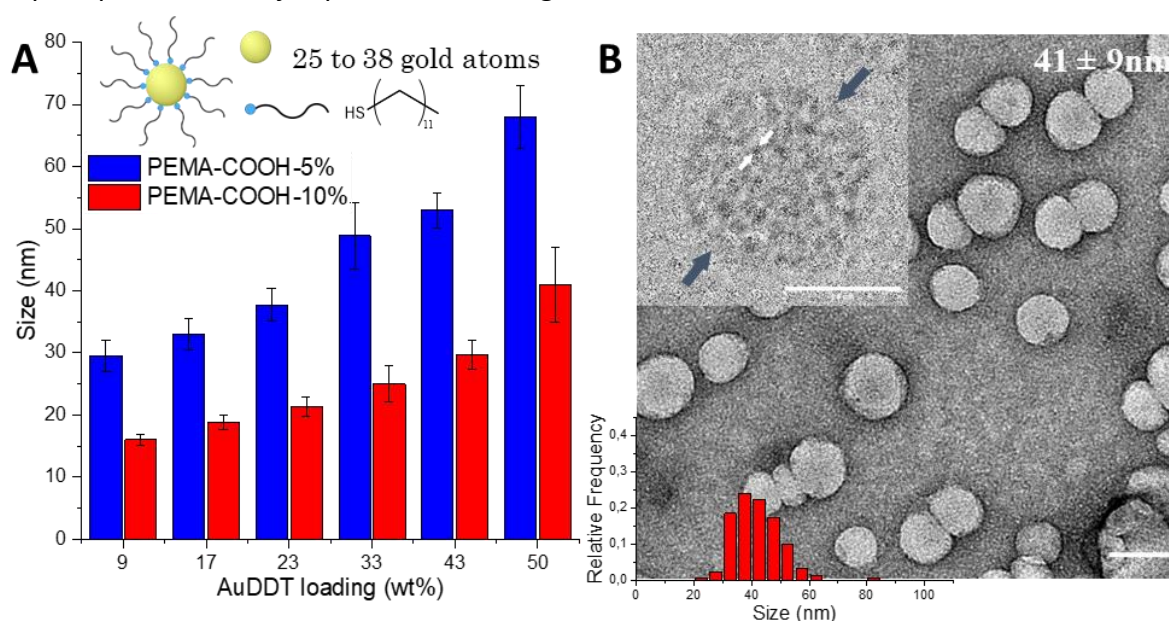 A
25 to 38 gold atoms
HS
11
PEMA-COOH-5%
PEMA-COOH-10%
Size (nm)
80
70
60
50
40
30
20
10
0
9 17 23 33 43 50
AuDDT loading (wt%)
B
41 ± 9nm
Relative Frequency
0,4
0,3
0,2
0,1
0,0
0 20 40 60 80 100
Size (nm)